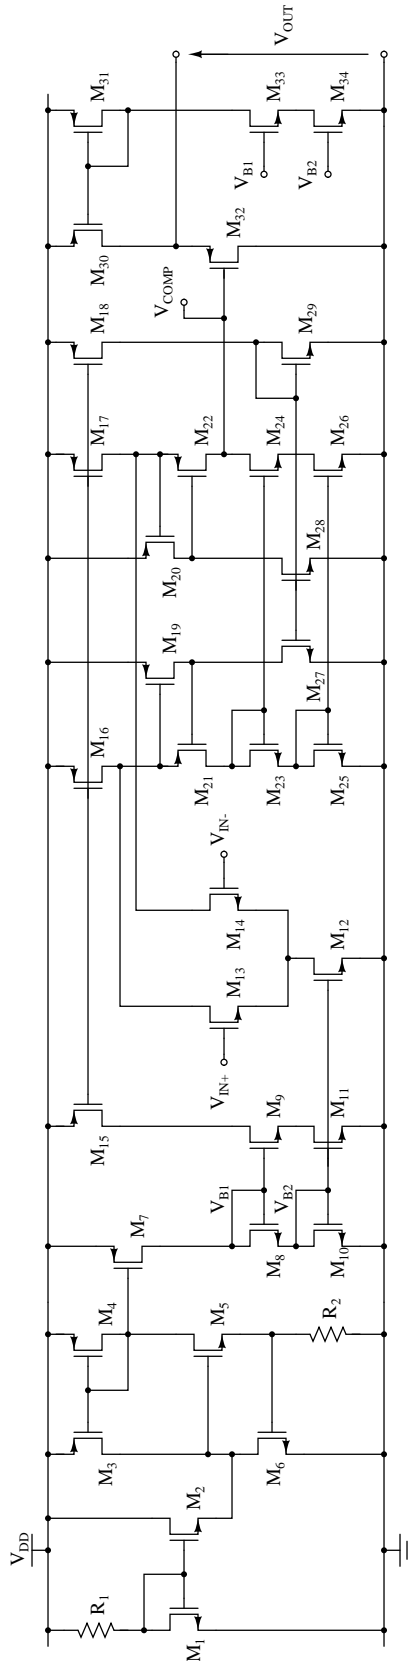 V_DD
R_1
M_1
M_2
M_3
M_4
M_5
M_6
R_2
M_7
V_B1
V_B2
M_8
M_9
M_10
M_11
M_15
V_IN+
M_13
M_14
V_IN-
M_12
M_16
M_19
M_20
M_17
M_18
M_21
M_22
V_COMP
M_23
M_24
M_25
M_26
M_27
M_28
M_29
M_30
M_31
M_32
V_B1
M_33
V_B2
M_34
V_OUT